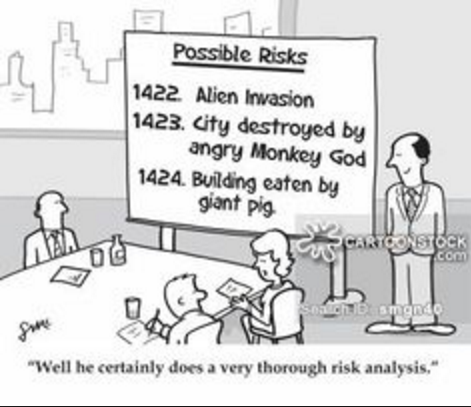 Possible Risks
1422. Alien Invasion
1423. City destroyed by
angry Monkey God
1424. Building eaten by
giant pig.
CARTOONSTOCK
.com
Search ID: smgn40
"Well he certainly does a very thorough risk analysis."